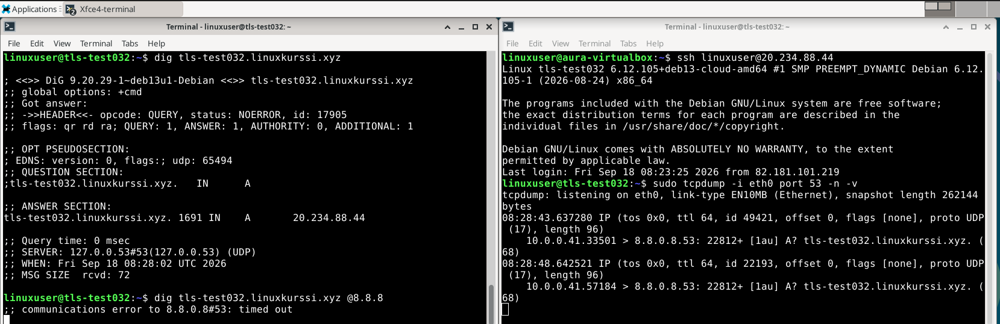 Applications
2 Xfce4-terminal
Terminal - linuxuser@tls-test032: ~
File Edit View Terminal Tabs Help
linuxuser@tls-test032:~$ dig tls-test032.linuxkurssi.xyz
; <<>> DiG 9.20.29-1~deb13u1-Debian <<>> tls-test032.linuxkurssi.xyz
;; global options: +cmd
;; Got answer:
;; ->>HEADER<<- opcode: QUERY, status: NOERROR, id: 17905
;; flags: qr rd ra; QUERY: 1, ANSWER: 1, AUTHORITY: 0, ADDITIONAL: 1
;; OPT PSEUDOSECTION:
; EDNS: version: 0, flags:; udp: 65494
;; QUESTION SECTION:
;tls-test032.linuxkurssi.xyz. IN A
;; ANSWER SECTION:
tls-test032.linuxkurssi.xyz. 1691 IN A 20.234.88.44
;; Query time: 0 msec
;; SERVER: 127.0.0.53#53(127.0.0.53) (UDP)
;; WHEN: Fri Sep 18 08:28:02 UTC 2026
;; MSG SIZE rcvd: 72
linuxuser@tls-test032:~$ dig tls-test032.linuxkurssi.xyz @8.8.8
;; communications error to 8.8.0.8#53: timed out
Terminal - linuxuser@tls-test032: ~
File Edit View Terminal Tabs Help
linuxuser@aura-virtualbox:~$ ssh linuxuser@20.234.88.44
Linux tls-test032 6.12.105+deb13-cloud-amd64 #1 SMP PREEMPT_DYNAMIC Debian 6.12.
105-1 (2026-08-24) x86_64
The programs included with the Debian GNU/Linux system are free software;
the exact distribution terms for each program are described in the
individual files in /usr/share/doc/*/copyright.
Debian GNU/Linux comes with ABSOLUTELY NO WARRANTY, to the extent
permitted by applicable law.
Last login: Fri Sep 18 08:23:25 2026 from 82.181.101.219
linuxuser@tls-test032:~$ sudo tcpdump -i eth0 port 53 -n -v
tcpdump: listening on eth0, link-type EN10MB (Ethernet), snapshot length 262144
bytes
08:28:43.637280 IP (tos 0x0, ttl 64, id 49421, offset 0, flags [none], proto UDP
(17), length 96)
10.0.0.41.33501 > 8.8.0.8.53: 22812+ [1au] A? tls-test032.linuxkurssi.xyz. (
68)
08:28:48.642521 IP (tos 0x0, ttl 64, id 22193, offset 0, flags [none], proto UDP
(17), length 96)
10.0.0.41.57184 > 8.8.0.8.53: 22812+ [1au] A? tls-test032.linuxkurssi.xyz. (
68)